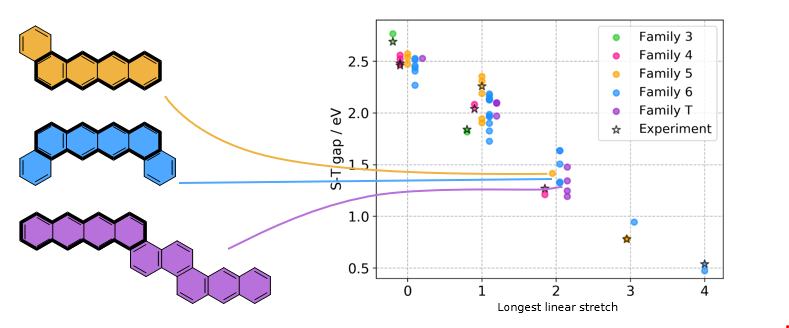 2.5
2.0
1.5
1.0
0.5
S-T gap / eV
0
1
2
3
4
Longest linear stretch
Family 3
Family 4
Family 5
Family 6
Family T
Experiment